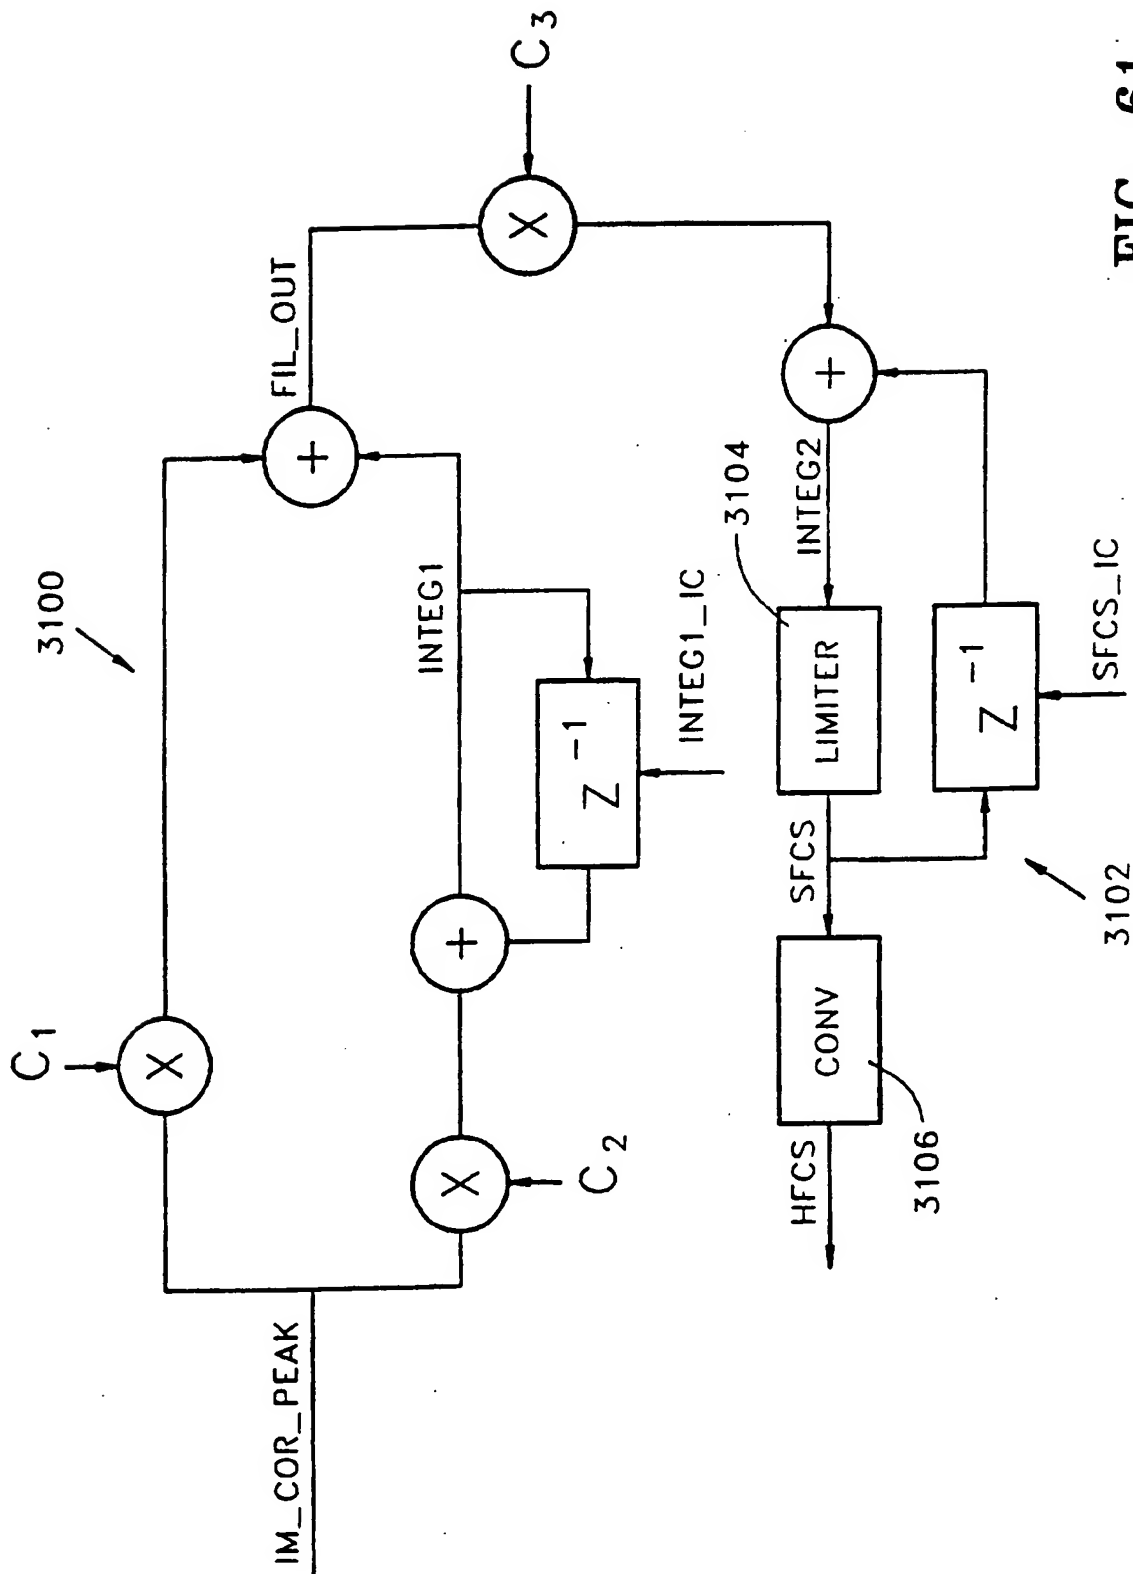 3100
C1
X
FIL_OUT
+
C3
X
IM_COR_PEAK
INTEG1
+
X
C2
Z-1
INTEG1_IC
3104
HFCS
CONV
SFCS
LIMITER
INTEG2
+
3106
Z-1
3102
SFCS_IC